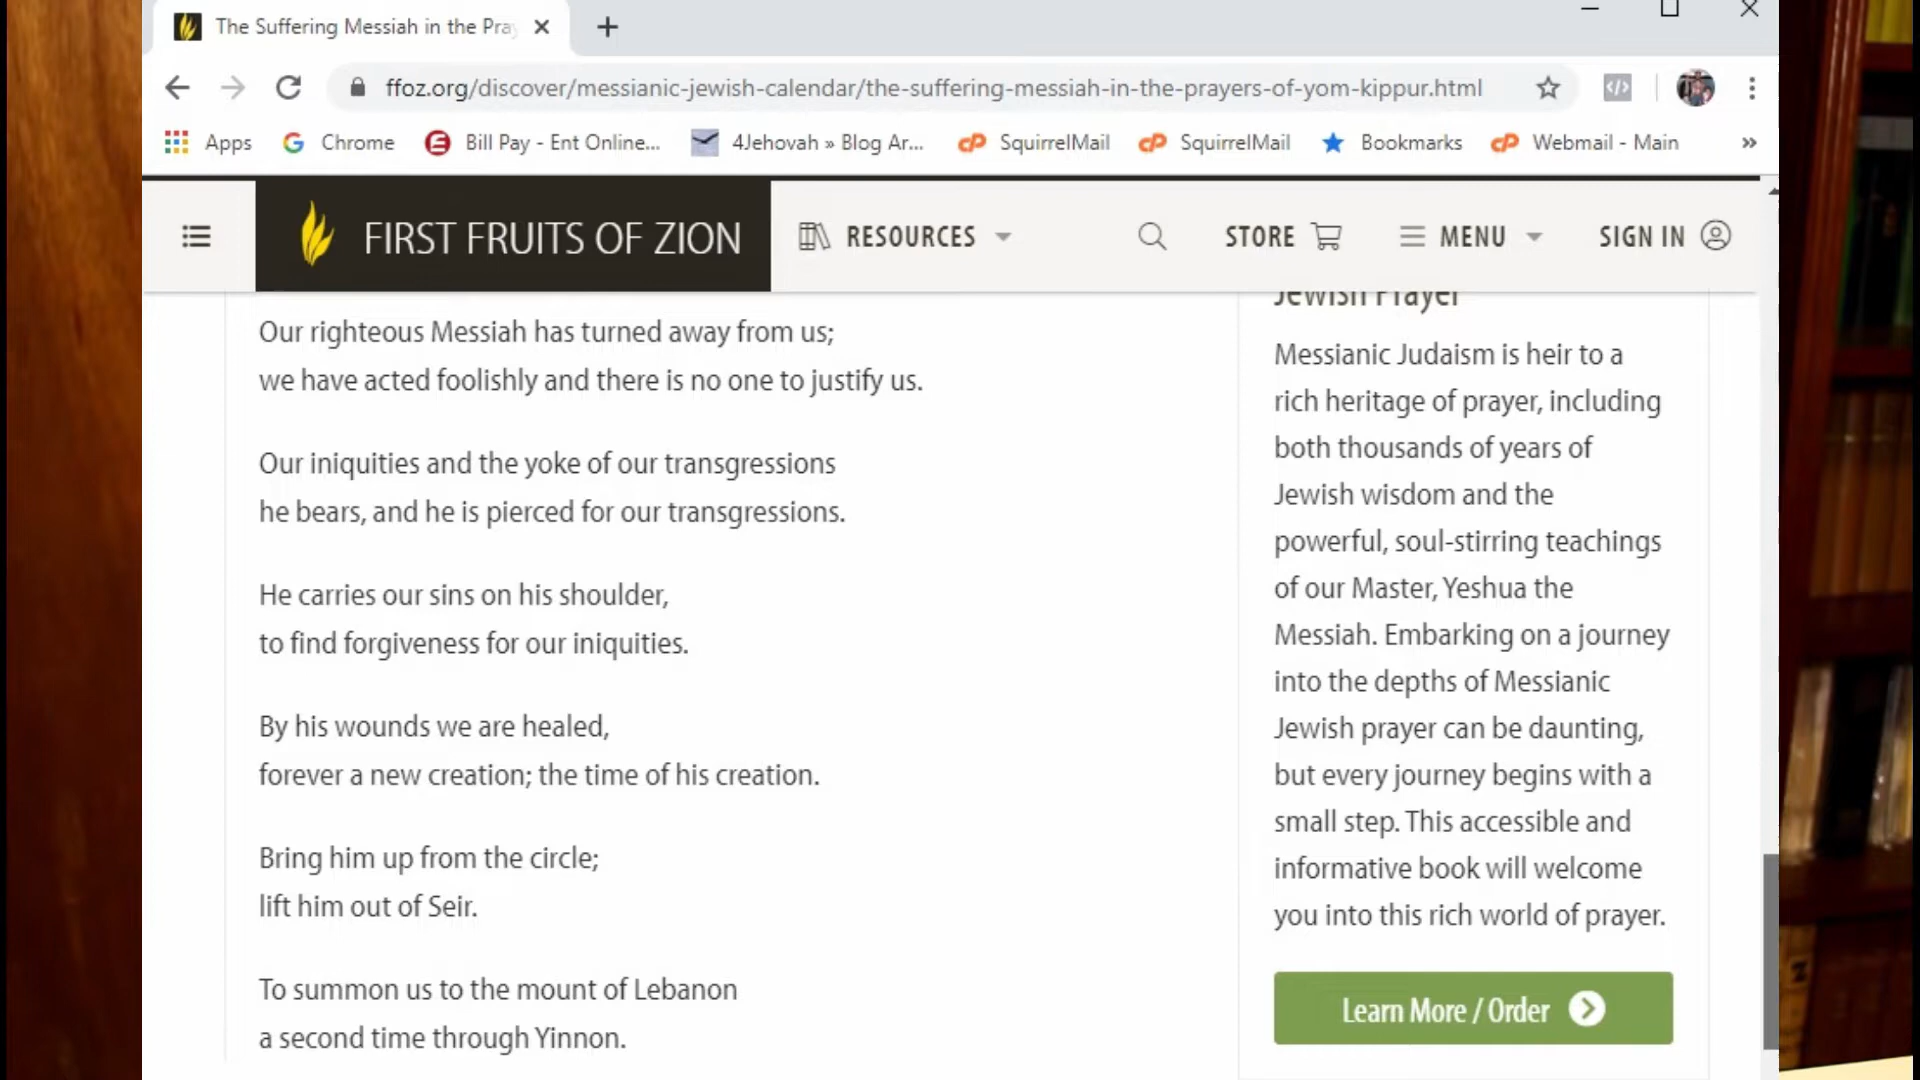 The Suffering Messiah in the Pra
ffoz.org/discover/messianic-jewish-calendar/the-suffering-messiah-in-the-prayers-of-yom-kippur.html
Apps Chrome Bill Pay - Ent Online... 4Jehovah » Blog Ar... SquirrelMail SquirrelMail Bookmarks Webmail - Main »
FIRST FRUITS OF ZION RESOURCES STORE MENU SIGN IN
Our righteous Messiah has turned away from us;
we have acted foolishly and there is no one to justify us.
Our iniquities and the yoke of our transgressions
he bears, and he is pierced for our transgressions.
He carries our sins on his shoulder,
to find forgiveness for our iniquities.
By his wounds we are healed,
forever a new creation; the time of his creation.
Bring him up from the circle;
lift him out of Seir.
To summon us to the mount of Lebanon
a second time through Yinnon.
Jewish Prayer
Messianic Judaism is heir to a
rich heritage of prayer, including
both thousands of years of
Jewish wisdom and the
powerful, soul-stirring teachings
of our Master, Yeshua the
Messiah. Embarking on a journey
into the depths of Messianic
Jewish prayer can be daunting,
but every journey begins with a
small step. This accessible and
informative book will welcome
you into this rich world of prayer.
Learn More / Order